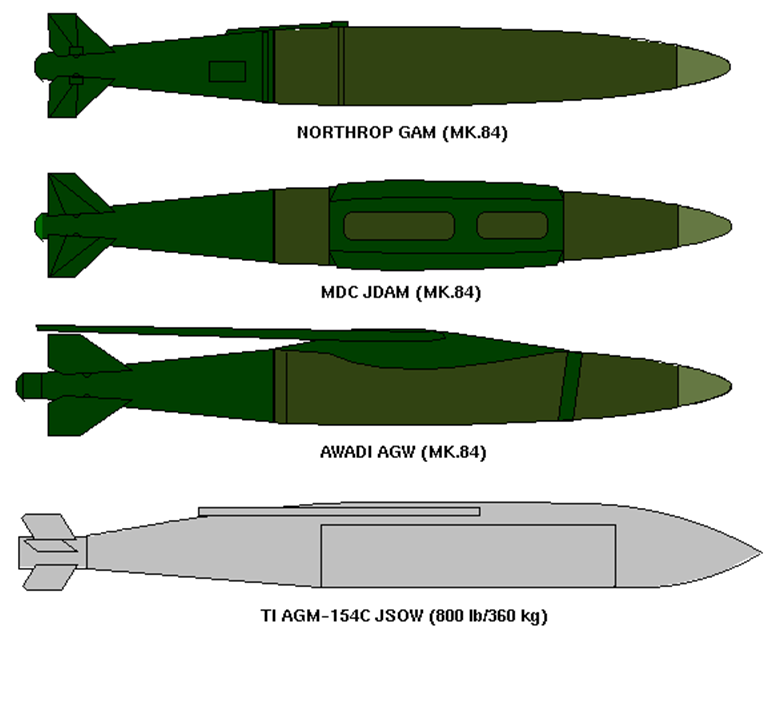 NORTHROP GAM (MK.84)
MDC JDAM (MK.84)
AWADI AGW (MK.84)
TI AGM-154C JSOW (800 lb/360 kg)